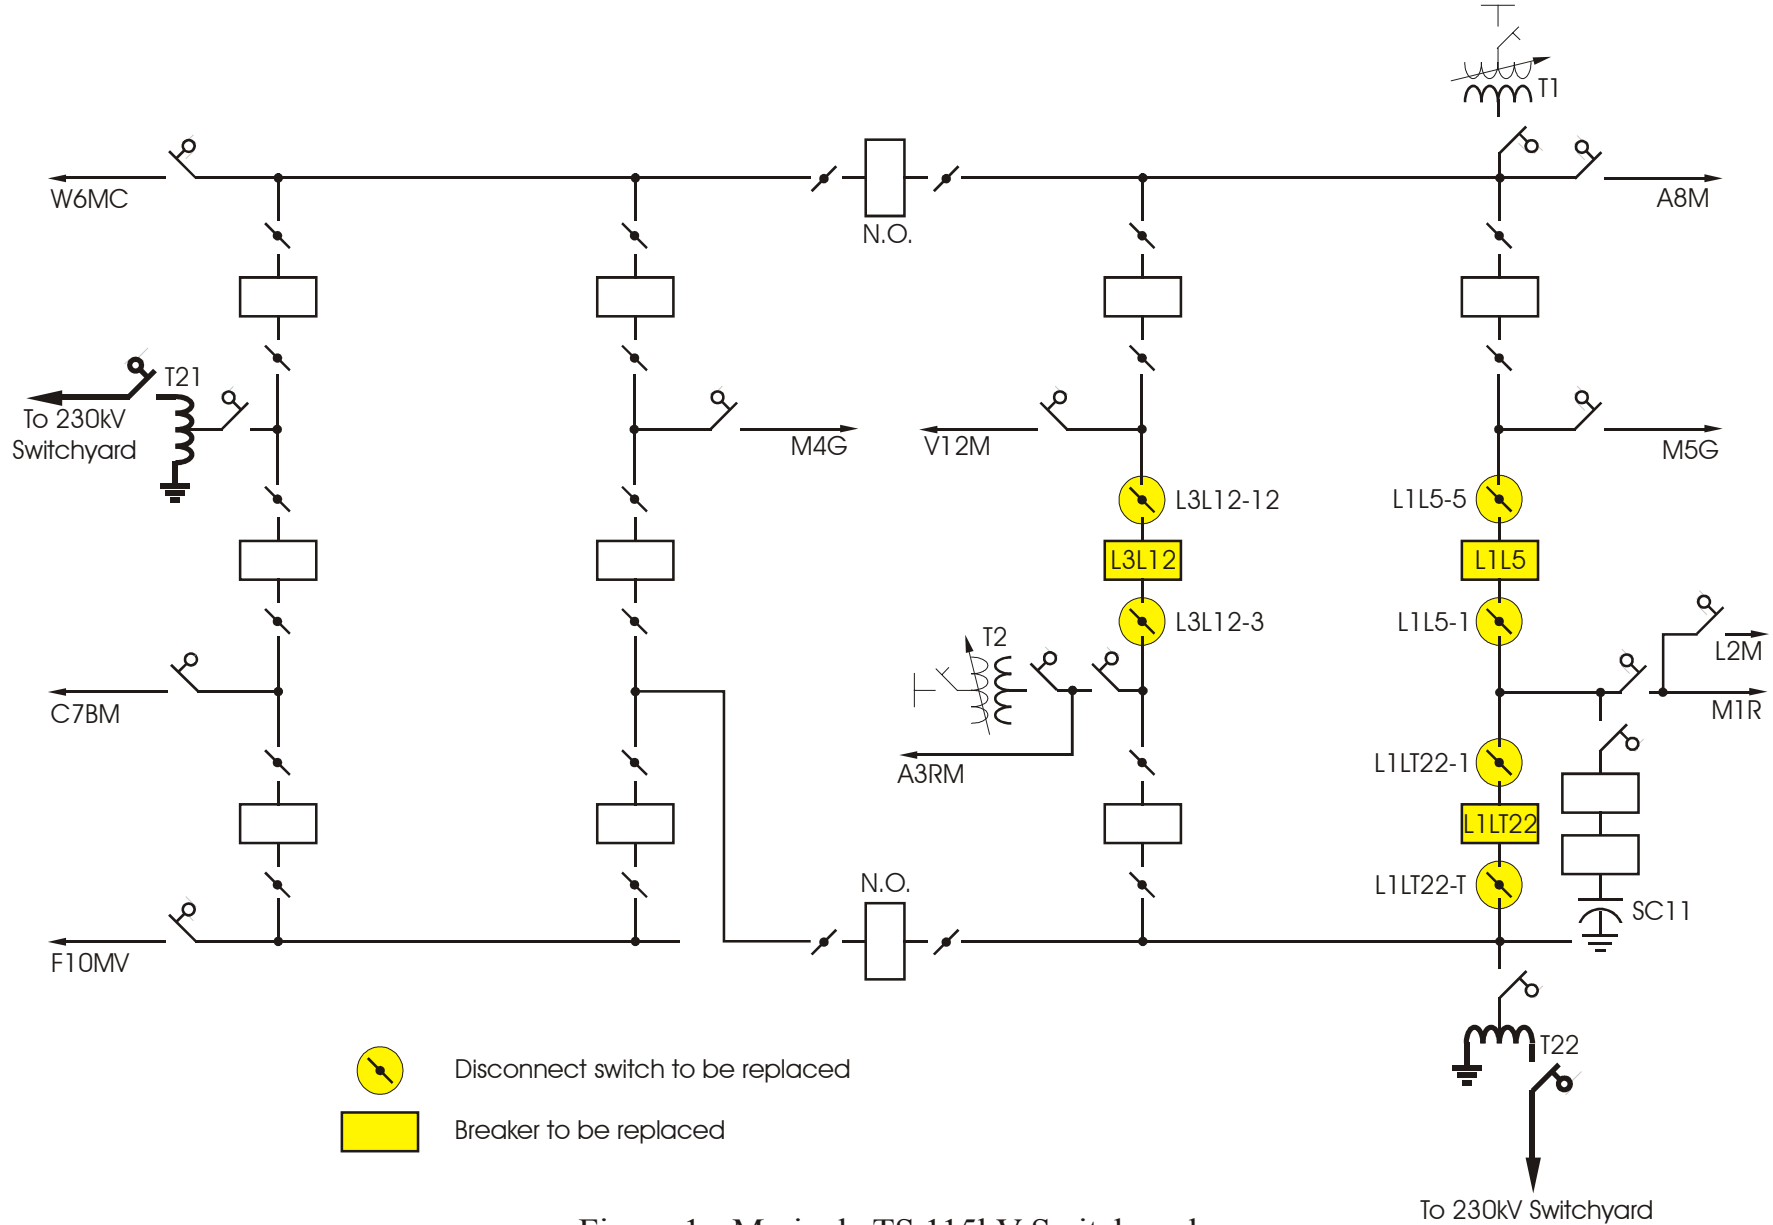 T1
W6MC
A8M
N.O.
T21
To 230kV
Switchyard
M4G
V12M
M5G
L3L12-12
L1L5-5
L3L12
L1L5
L3L12-3
L1L5-1
T2
L2M
C7BM
M1R
A3RM
L1LT22-1
L1LT22
N.O.
L1LT22-T
SC11
F10MV
T22
Disconnect switch to be replaced
Breaker to be replaced
To 230kV Switchyard